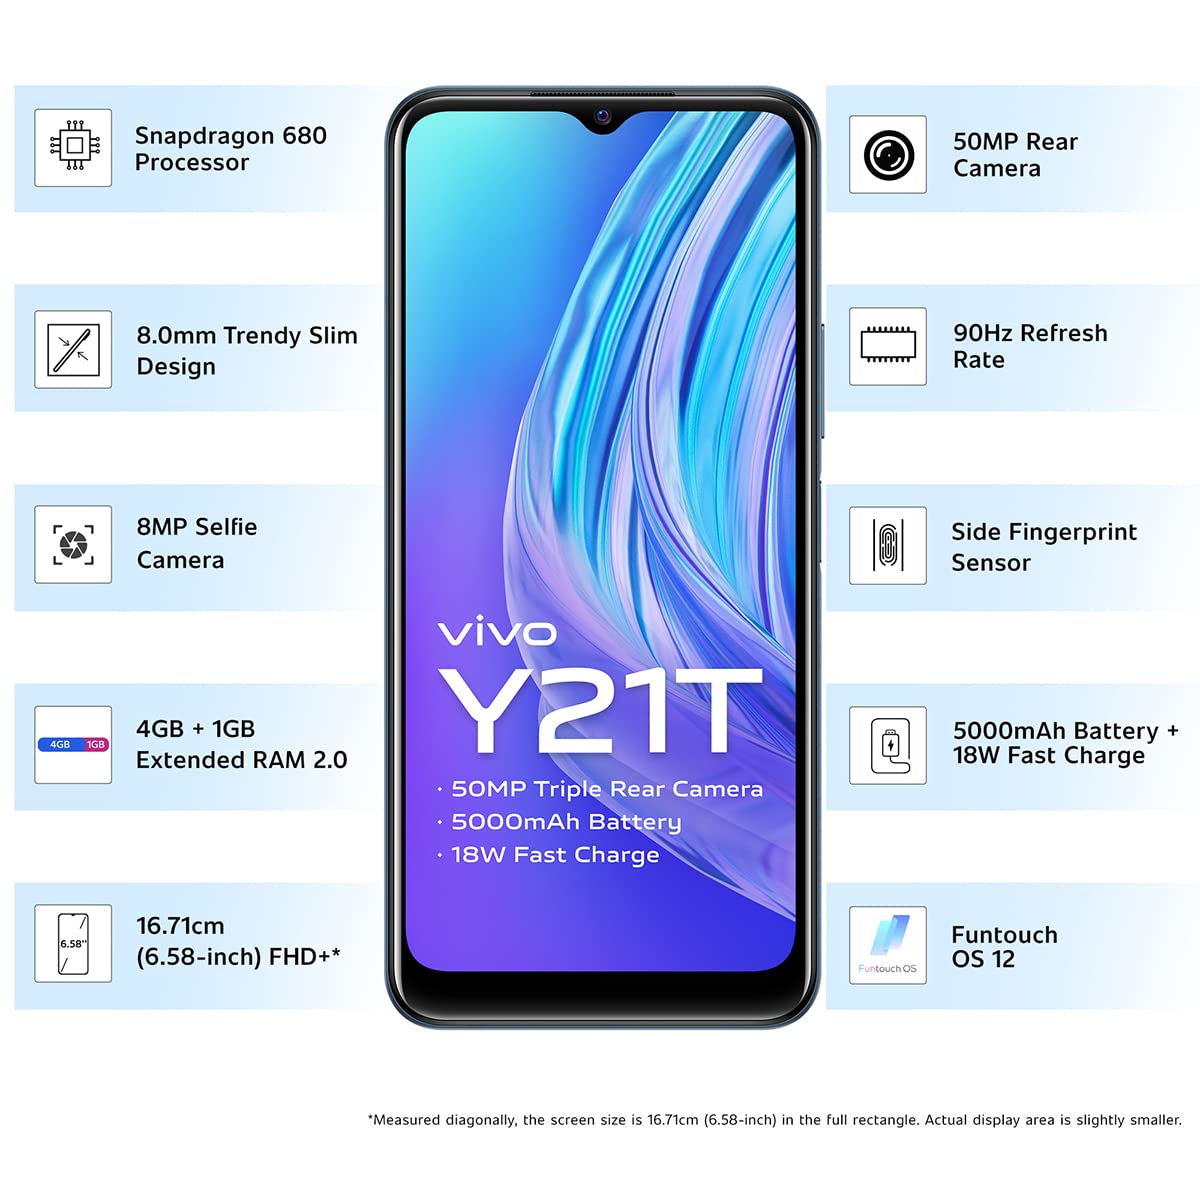 Snapdragon 680
Processor
8.0mm Trendy Slim
Design
8MP Selfie
Camera
4GB 1GB
4GB + 1GB
Extended RAM 2.0
6.58"
16.71cm
(6.58-inch) FHD+*
vivo
Y21T
· 50MP Triple Rear Camera
· 5000mAh Battery
· 18W Fast Charge
50MP Rear
Camera
90Hz Refresh
Rate
Side Fingerprint
Sensor
5000mAh Battery +
18W Fast Charge
Funtouch OS
Funtouch
OS 12
*Measured diagonally, the screen size is 16.71cm (6.58-inch) in the full rectangle. Actual display area is slightly smaller.